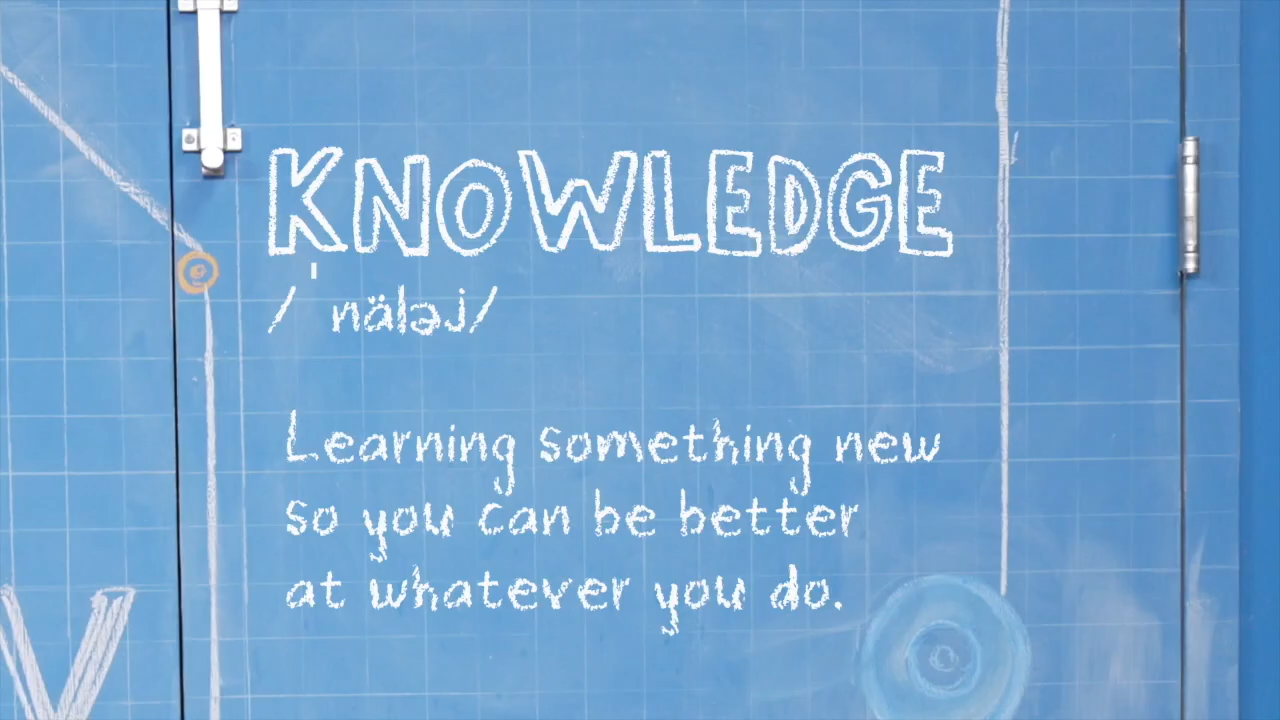 KNOWLEDGE
/ˈnäləj/
Learning something new
so you can be better
at whatever you do.